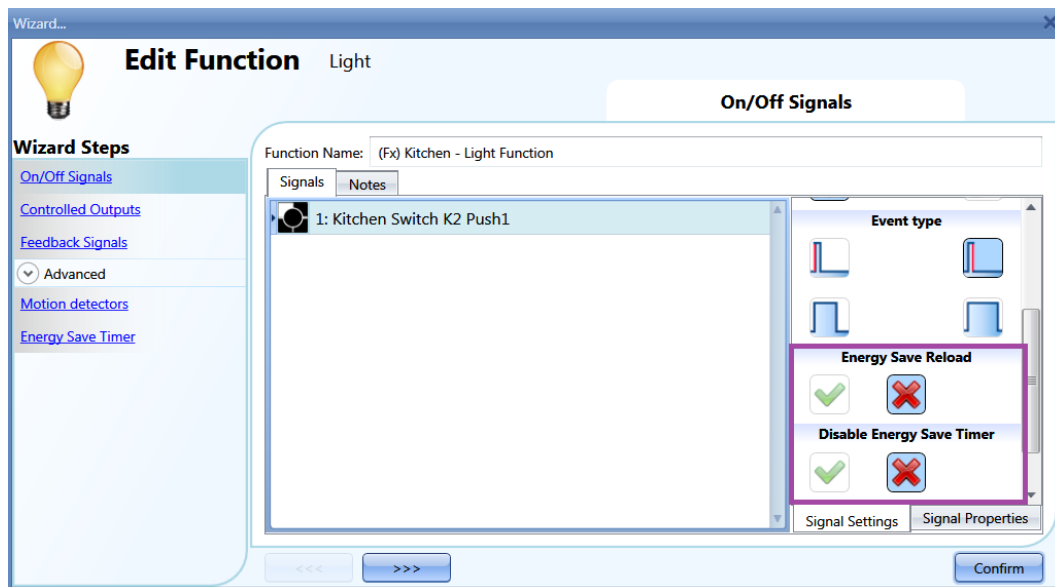 Wizard...
Edit Function Light
On/Off Signals
Wizard Steps
On/Off Signals
Controlled Outputs
Feedback Signals
Advanced
Motion detectors
Energy Save Timer
Function Name: (Fx) Kitchen - Light Function
Signals Notes
1: Kitchen Switch K2 Push1
Event type
Energy Save Reload
Disable Energy Save Timer
Signal Settings Signal Properties
<<< >>> Confirm